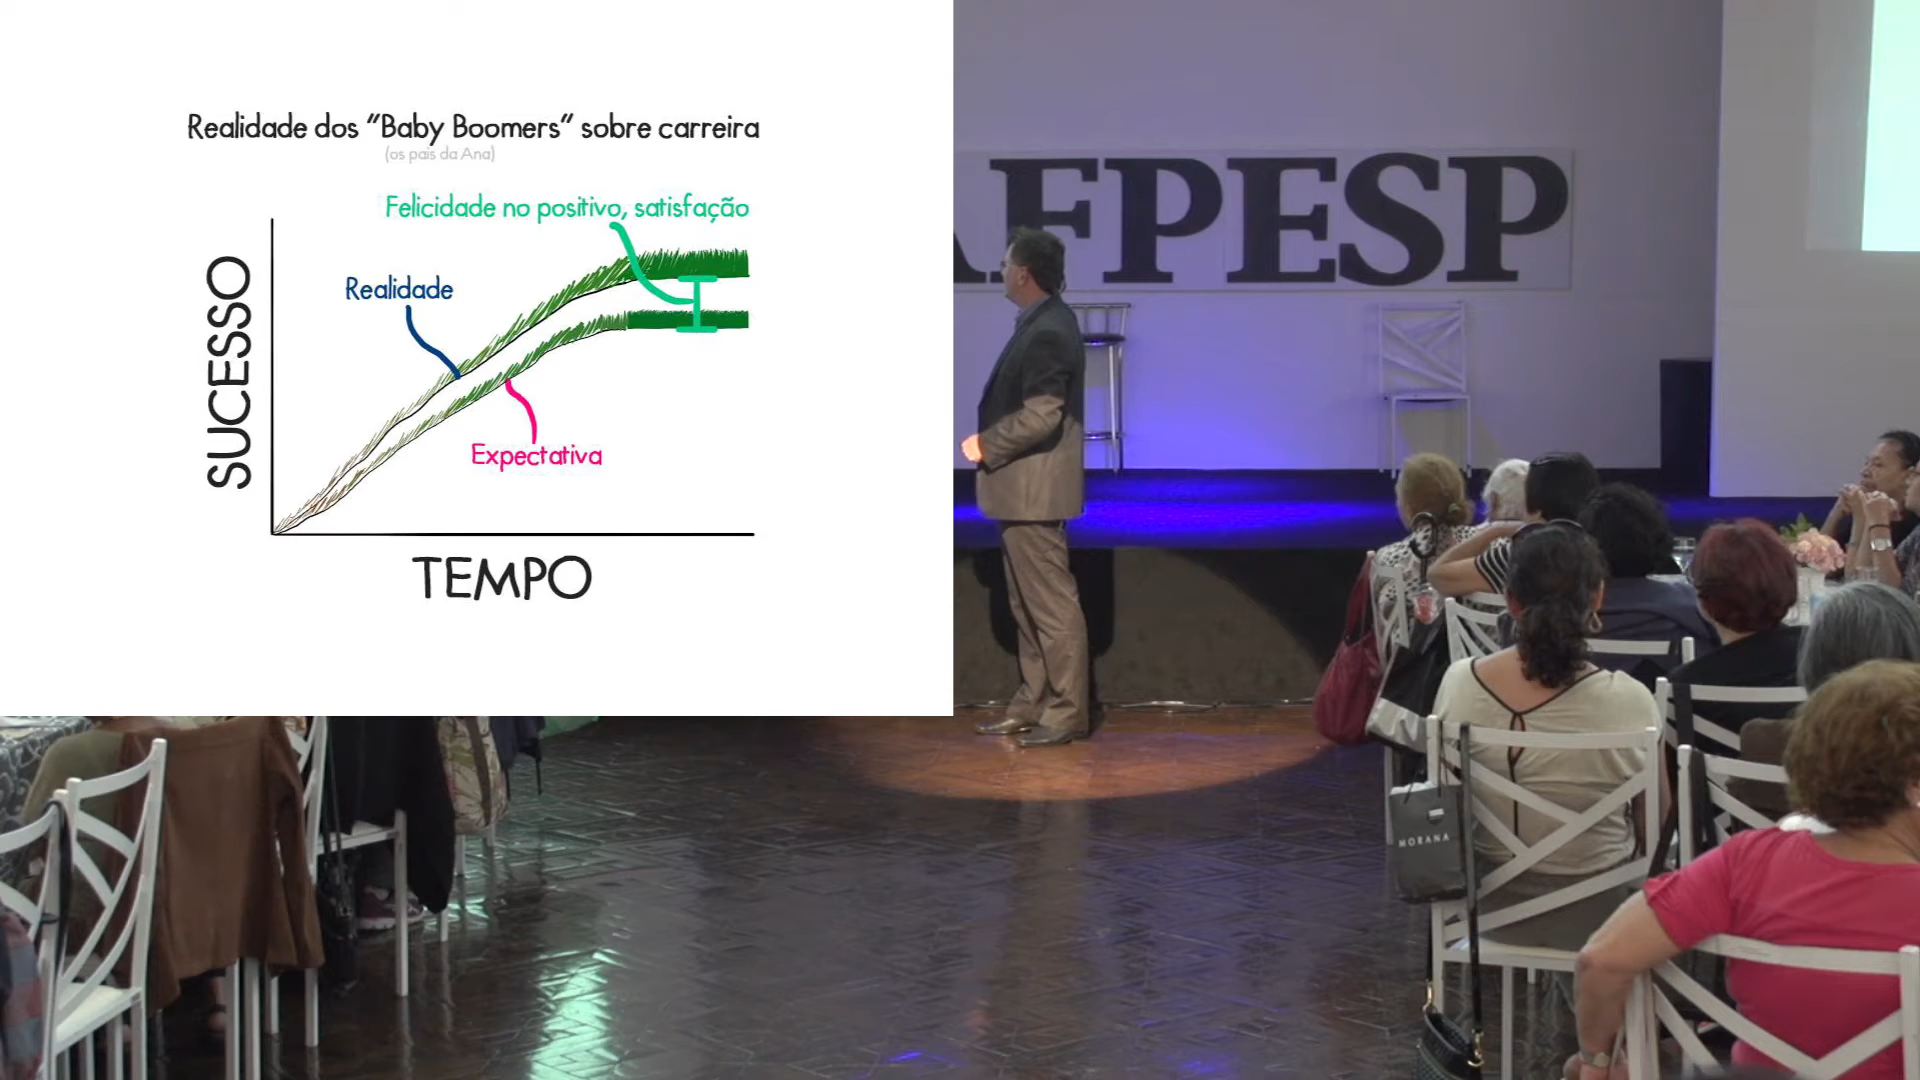 Realidade dos "Baby Boomers" sobre carreira
(os pais da Ana)
Felicidade no positivo, satisfação
Realidade
Expectativa
SUCESSO
TEMPO
AFPESP
MORANA